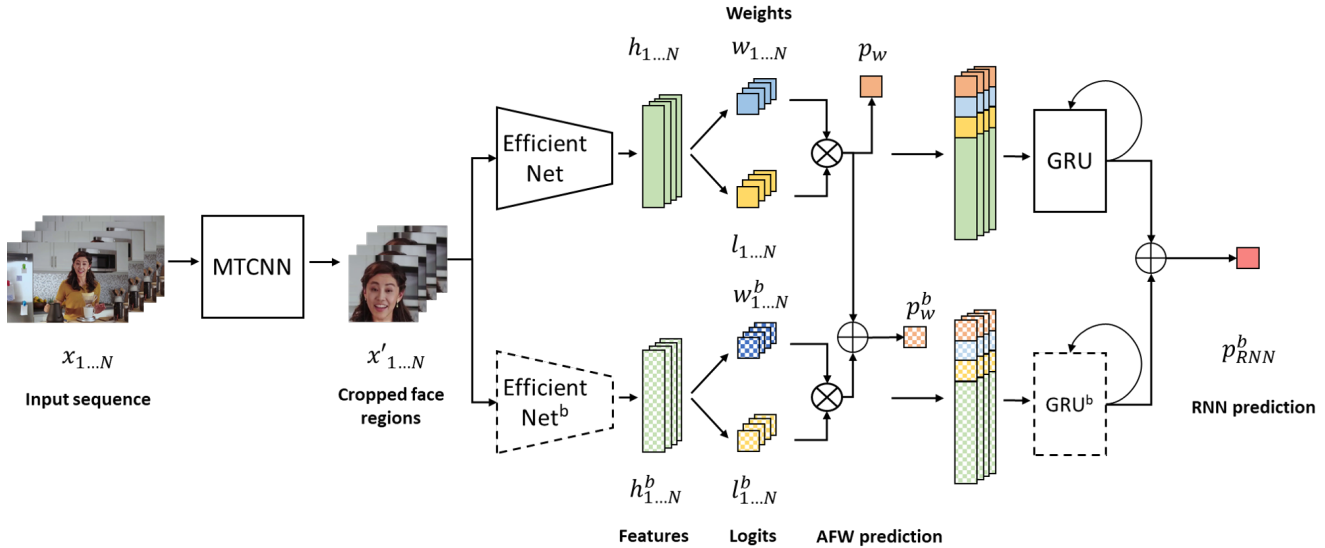 Weights
h₁…N
w₁…N
p_w
Efficient
Net
GRU
MTCNN
l₁…N
w^b₁…N
p^b_w
x₁…N
x'₁…N
p^b_RNN
Input sequence
Cropped face
regions
Efficient
Net^b
GRU^b
RNN prediction
h^b₁…N
l^b₁…N
Features
Logits
AFW prediction